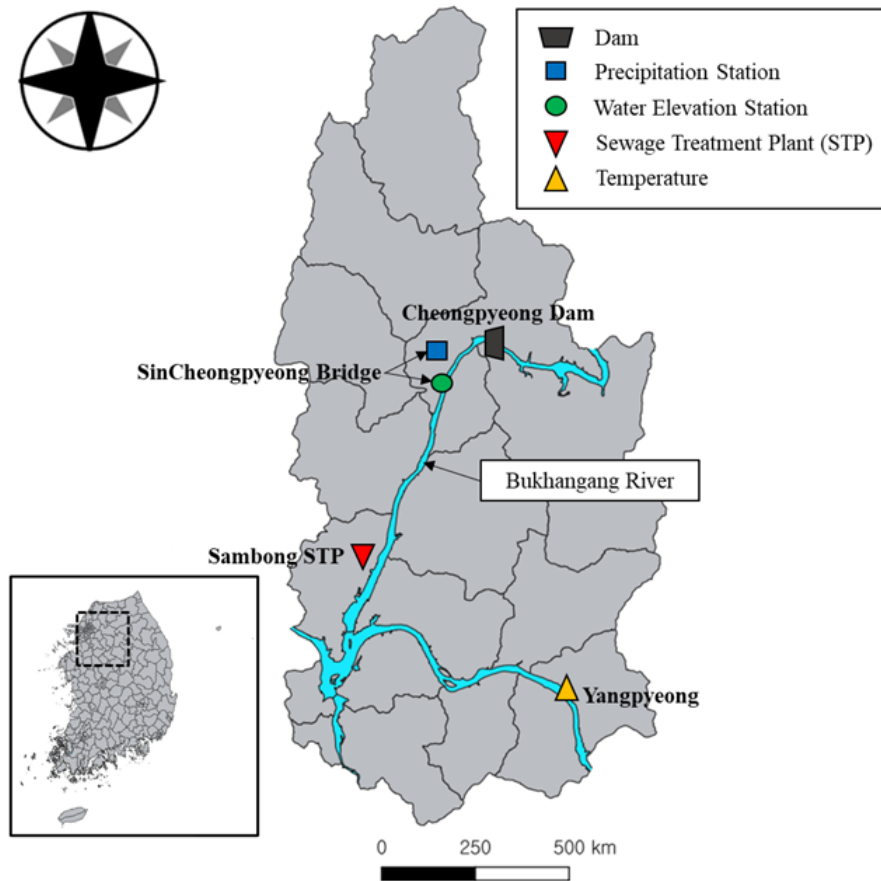 Dam
Precipitation Station
Water Elevation Station
Sewage Treatment Plant (STP)
Temperature
Cheongpyeong Dam
SinCheongpyeong Bridge
Bukhangang River
Sambong STP
Yangpyeong
0 250 500 km